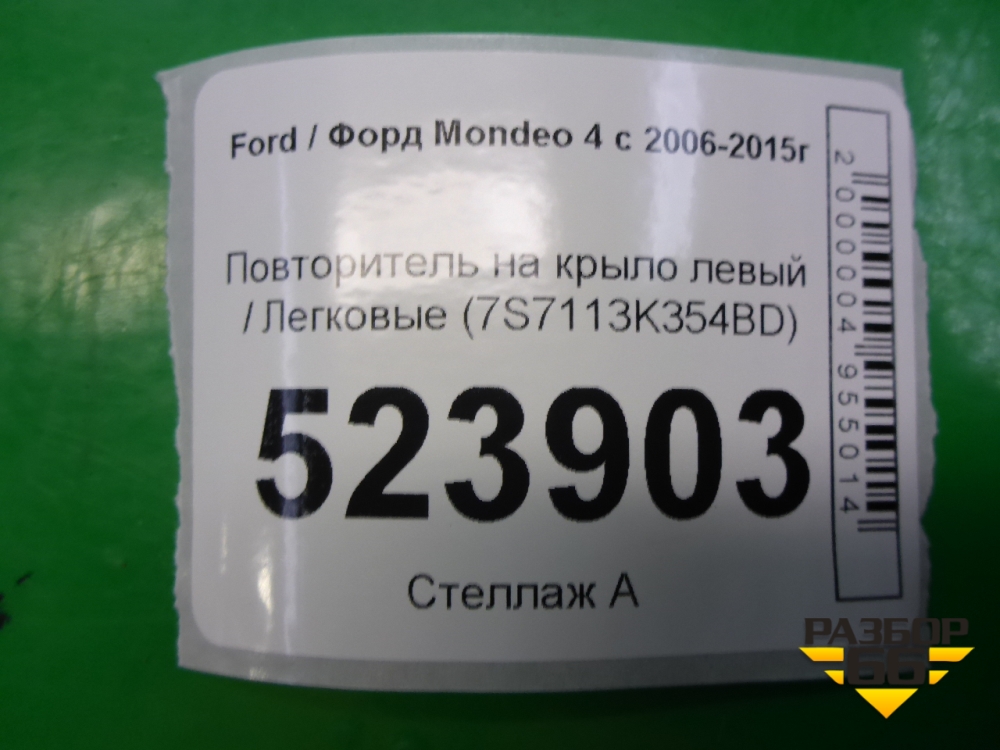 Ford / Форд Mondeo 4 с 2006-2015г
Повторитель на крыло левый
/ Легковые (7S7113K354BD)
523903
Стеллаж А
2000004955014
РАЗБОР
66